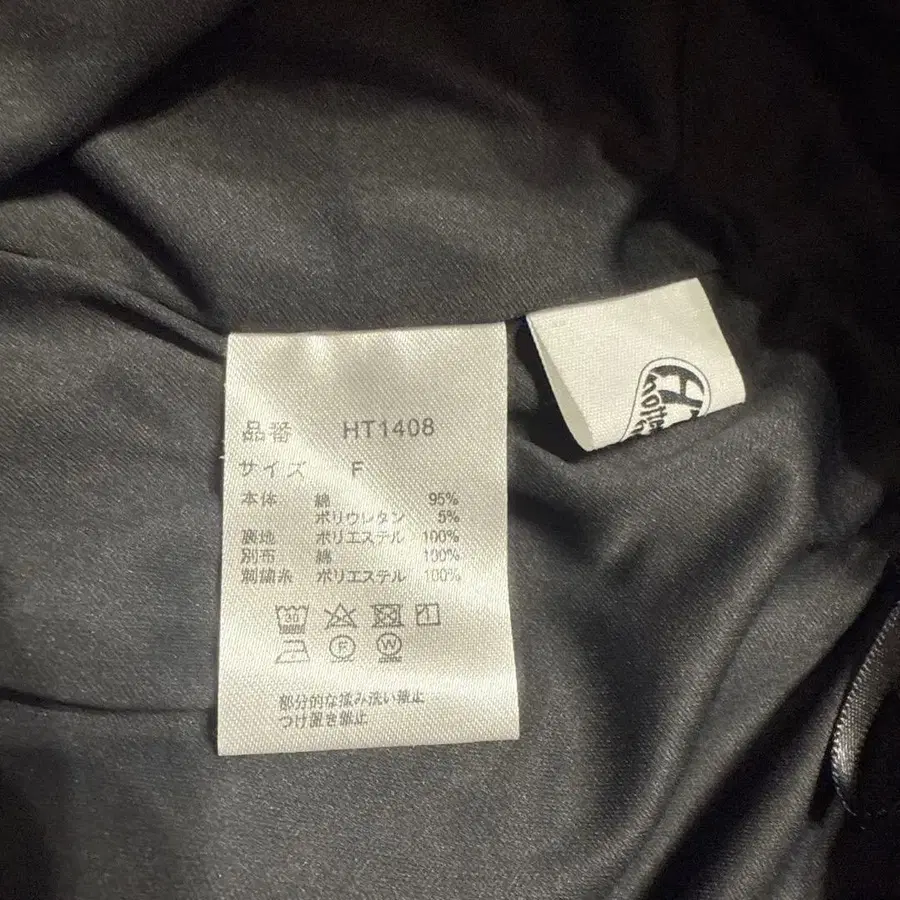 品番 HT1408
サイズ F
本体 綿 95%
ポリウレタン 5%
裏地 ポリエステル 100%
別布 綿 100%
刺繍糸 ポリエステル 100%
30
F W
部分的な揉み洗い禁止
つけ置き禁止